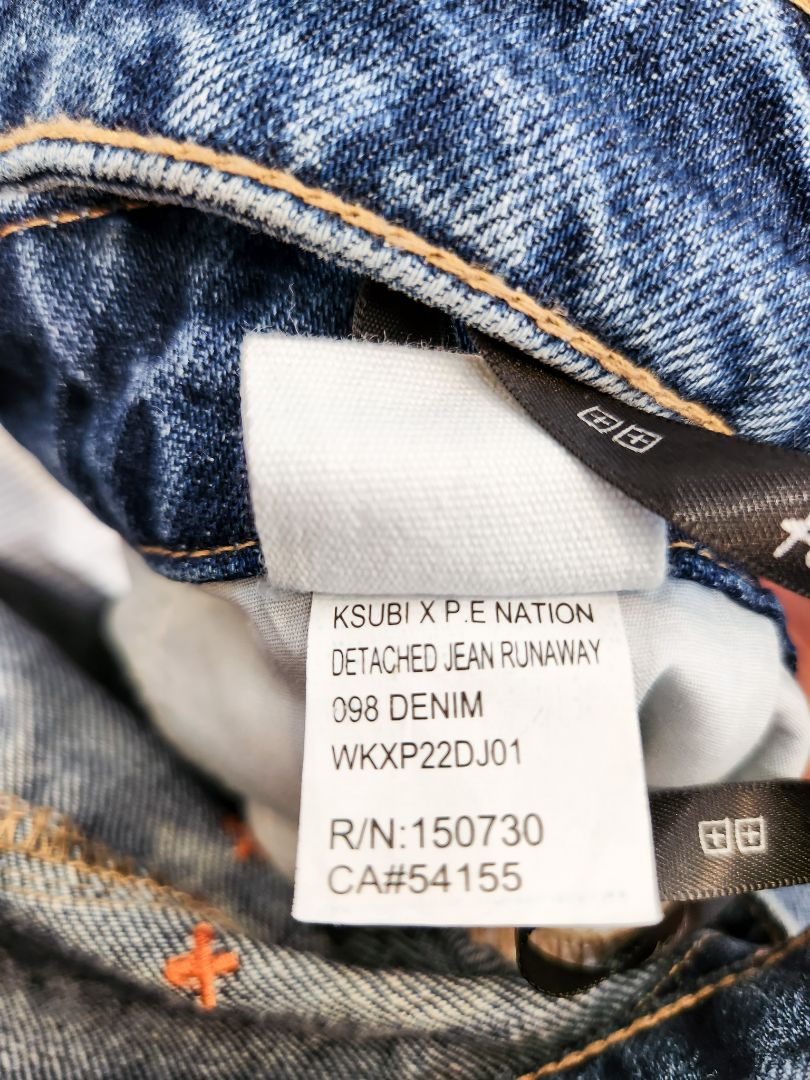 KSUBI X P.E NATION
DETACHED JEAN RUNAWAY
098 DENIM
WKXP22DJ01
R/N:150730
CA#54155